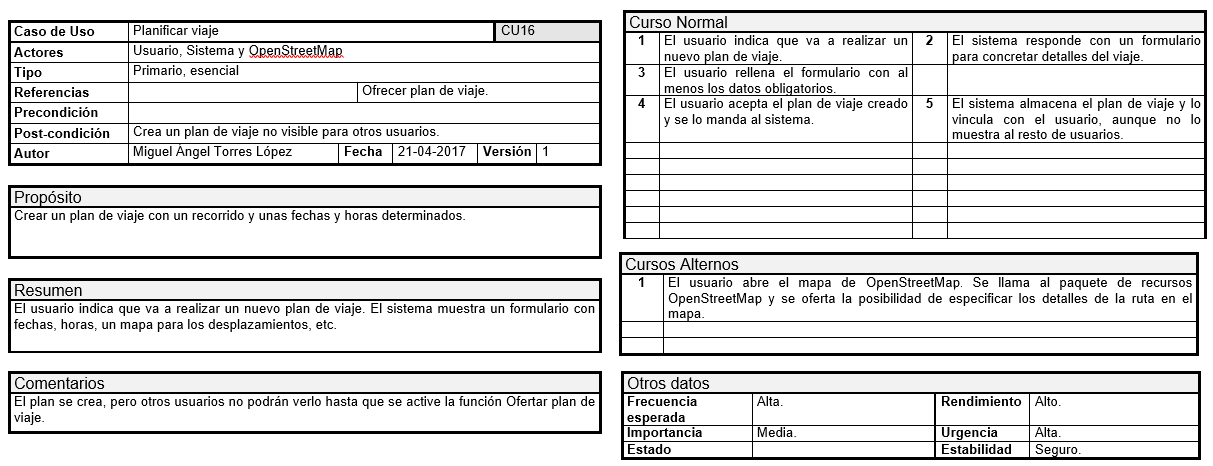 Caso de Uso Planificar viaje CU16
Actores Usuario, Sistema y OpenStreetMap
Tipo Primario, esencial
Referencias Ofrecer plan de viaje.
Precondición
Post-condición Crea un plan de viaje no visible para otros usuarios.
Autor Miguel Ángel Torres López Fecha 21-04-2017 Versión 1
Propósito
Crear un plan de viaje con un recorrido y unas fechas y horas determinados.
Resumen
El usuario indica que va a realizar un nuevo plan de viaje. El sistema muestra un formulario con
fechas, horas, un mapa para los desplazamientos, etc.
Comentarios
El plan se crea, pero otros usuarios no podrán verlo hasta que se active la función Ofertar plan de
viaje.
Curso Normal
1 El usuario indica que va a realizar un
nuevo plan de viaje.
2 El sistema responde con un formulario
para concretar detalles del viaje.
3 El usuario rellena el formulario con al
menos los datos obligatorios.
4 El usuario acepta el plan de viaje creado
y se lo manda al sistema.
5 El sistema almacena el plan de viaje y lo
vincula con el usuario, aunque no lo
muestra al resto de usuarios.
Cursos Alternos
1 El usuario abre el mapa de OpenStreetMap. Se llama al paquete de recursos
OpenStreetMap y se oferta la posibilidad de especificar los detalles de la ruta en el
mapa.
Otros datos
Frecuencia
esperada
Alta.
Rendimiento Alto.
Importancia Media. Urgencia Alta.
Estado Estabilidad Seguro.